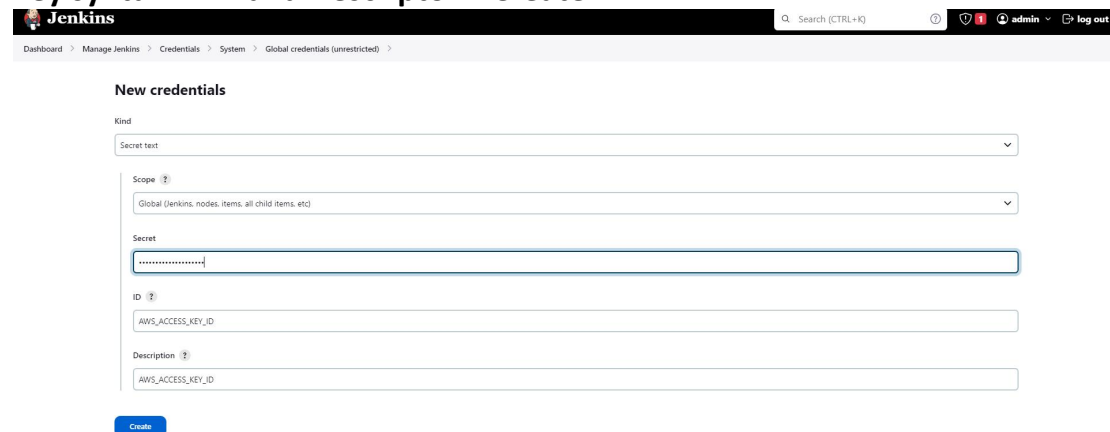 Jenkins
Search (CTRL+K)
?
1
admin
log out
Dashboard > Manage Jenkins > Credentials > System > Global credentials (unrestricted) >
New credentials
Kind
Secret text
Scope ?
Global (Jenkins, nodes, items, all child items, etc)
Secret
••••••••••••••••••••
ID ?
AWS_ACCESS_KEY_ID
Description ?
AWS_ACCESS_KEY_ID
Create